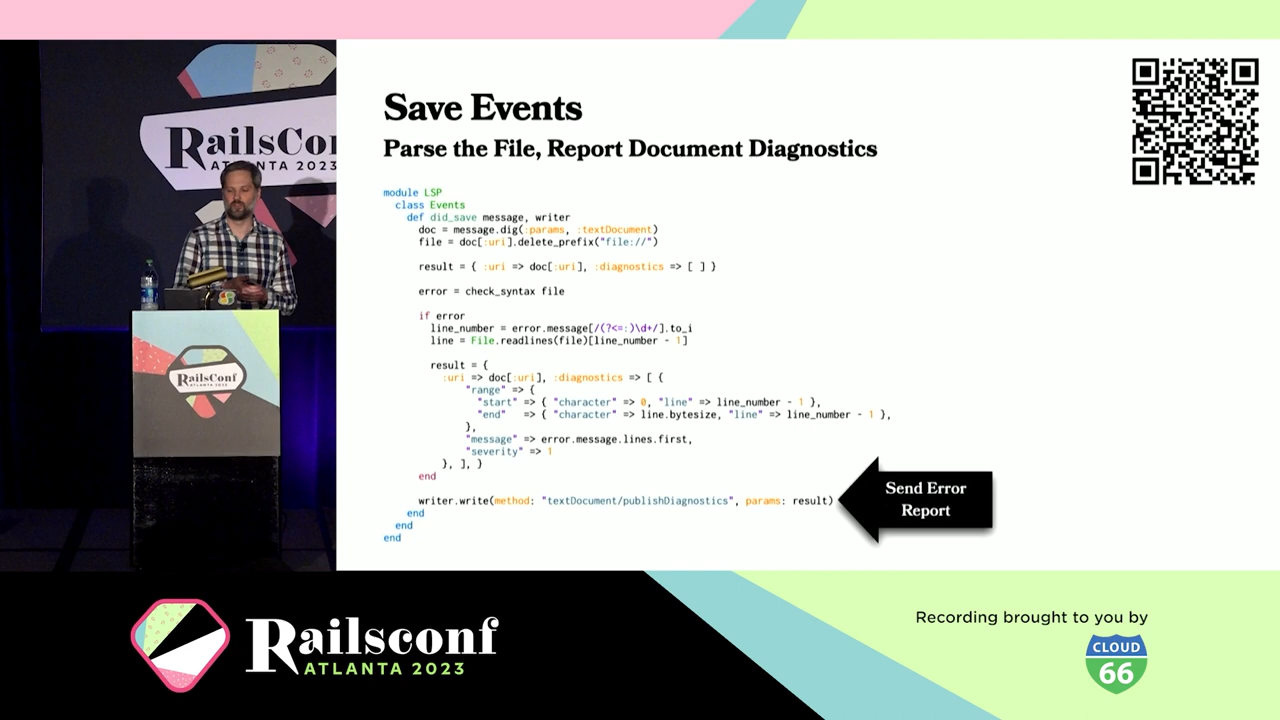 RailsCon
ATLANTA 2023
RailsConf
ATLANTA 2023
Save Events
Parse the File, Report Document Diagnostics
module LSP
  class Events
    def did_save message, writer
      doc = message.dig(:params, :textDocument)
      file = doc[:uri].delete_prefix("file://")
      result = { :uri => doc[:uri], :diagnostics => [ ] }
      error = check_syntax file
      if error
        line_number = error.message[/(?<=:)\d+/].to_i
        line = File.readlines(file)[line_number - 1]
        result = {
          :uri => doc[:uri], :diagnostics => [ {
              "range" => {
                "start" => { "character" => 0, "line" => line_number - 1 },
                "end"   => { "character" => line.bytesize, "line" => line_number - 1 },
              },
              "message" => error.message.lines.first,
              "severity" => 1
          }, ], }
      end
      writer.write(method: "textDocument/publishDiagnostics", params: result)
    end
  end
end
Send Error
Report
Railsconf
ATLANTA 2023
Recording brought to you by
CLOUD
66